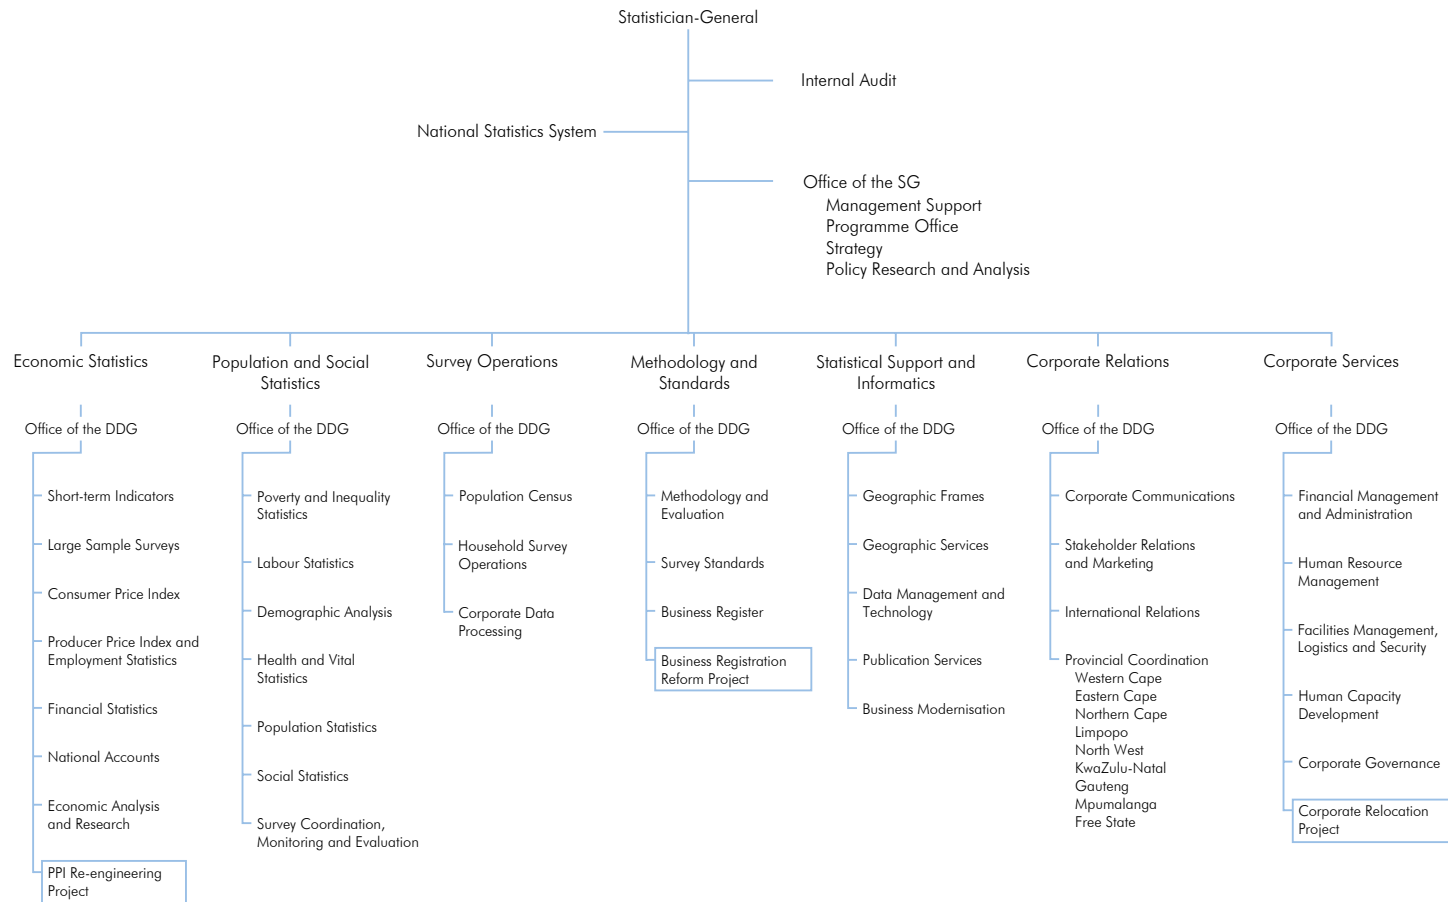 Statistician-General
Internal Audit
National Statistics System
Office of the SG
Management Support
Programme Office
Strategy
Policy Research and Analysis
Economic Statistics
Office of the DDG
Short-term Indicators
Large Sample Surveys
Consumer Price Index
Producer Price Index and
Employment Statistics
Financial Statistics
National Accounts
Economic Analysis
and Research
PPI Re-engineering
Project
Population and Social
Statistics
Office of the DDG
Poverty and Inequality
Statistics
Labour Statistics
Demographic Analysis
Health and Vital
Statistics
Population Statistics
Social Statistics
Survey Coordination,
Monitoring and Evaluation
Survey Operations
Office of the DDG
Population Census
Household Survey
Operations
Corporate Data
Processing
Methodology and
Standards
Office of the DDG
Methodology and
Evaluation
Survey Standards
Business Register
Business Registration
Reform Project
Statistical Support and
Informatics
Office of the DDG
Geographic Frames
Geographic Services
Data Management and
Technology
Publication Services
Business Modernisation
Corporate Relations
Office of the DDG
Corporate Communications
Stakeholder Relations
and Marketing
International Relations
Provincial Coordination
Western Cape
Eastern Cape
Northern Cape
Limpopo
North West
KwaZulu-Natal
Gauteng
Mpumalanga
Free State
Corporate Services
Office of the DDG
Financial Management
and Administration
Human Resource
Management
Facilities Management,
Logistics and Security
Human Capacity
Development
Corporate Governance
Corporate Relocation
Project